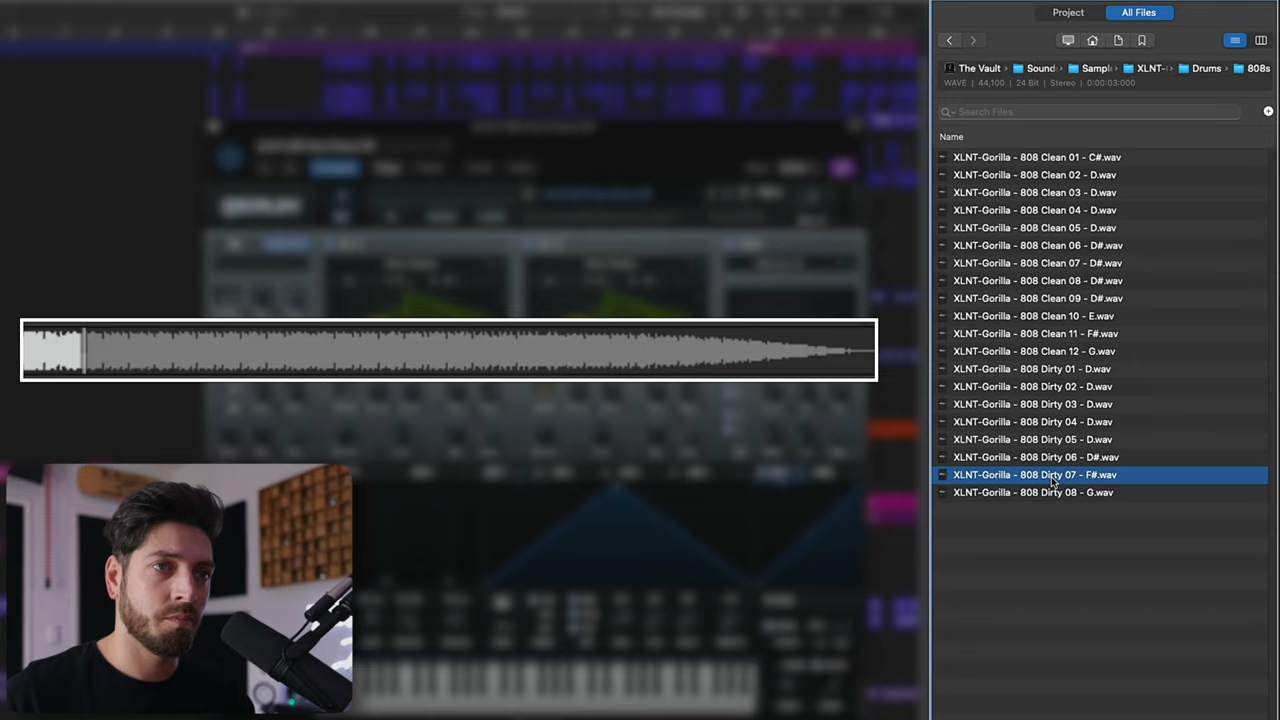 Project
All Files
The Vault
Sound
Sampl
XLNT-
Drums
808s
WAVE | 44,100 | 24 Bit | Stereo | 0:00:03:000
Search Files
Name
XLNT-Gorilla - 808 Clean 01 - C#.wav
XLNT-Gorilla - 808 Clean 02 - D.wav
XLNT-Gorilla - 808 Clean 03 - D.wav
XLNT-Gorilla - 808 Clean 04 - D.wav
XLNT-Gorilla - 808 Clean 05 - D.wav
XLNT-Gorilla - 808 Clean 06 - D#.wav
XLNT-Gorilla - 808 Clean 07 - D#.wav
XLNT-Gorilla - 808 Clean 08 - D#.wav
XLNT-Gorilla - 808 Clean 09 - D#.wav
XLNT-Gorilla - 808 Clean 10 - E.wav
XLNT-Gorilla - 808 Clean 11 - F#.wav
XLNT-Gorilla - 808 Clean 12 - G.wav
XLNT-Gorilla - 808 Dirty 01 - D.wav
XLNT-Gorilla - 808 Dirty 02 - D.wav
XLNT-Gorilla - 808 Dirty 03 - D.wav
XLNT-Gorilla - 808 Dirty 04 - D.wav
XLNT-Gorilla - 808 Dirty 05 - D.wav
XLNT-Gorilla - 808 Dirty 06 - D#.wav
XLNT-Gorilla - 808 Dirty 07 - F#.wav
XLNT-Gorilla - 808 Dirty 08 - G.wav